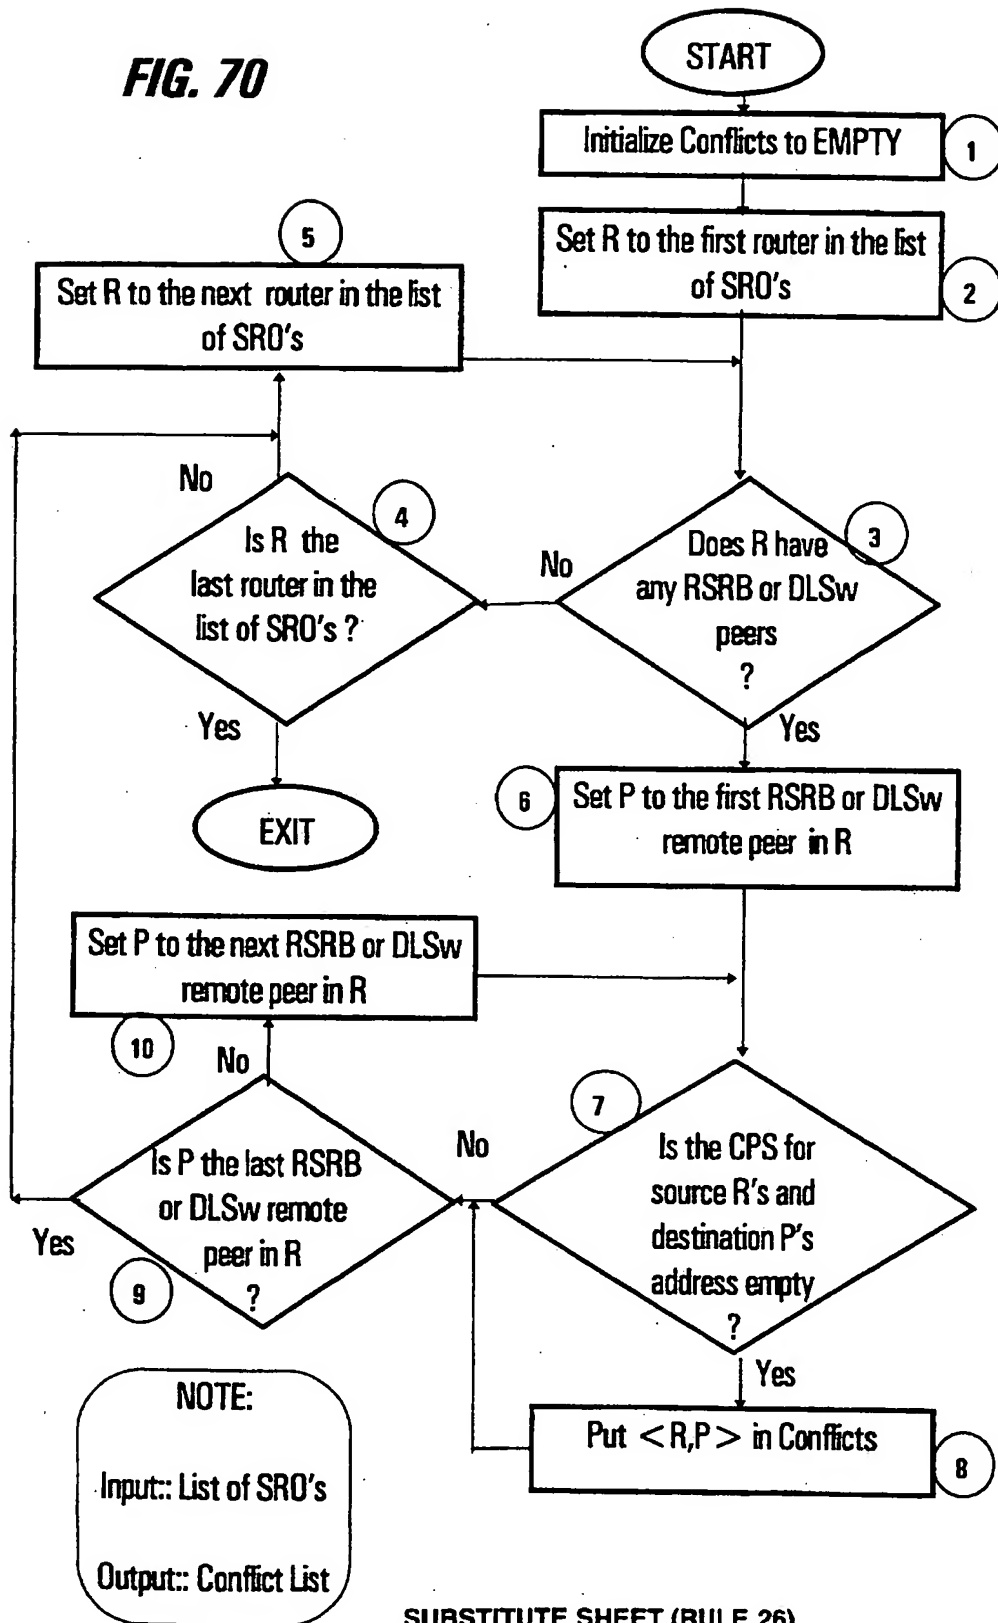 FIG. 70
START
Initialize Conflicts to EMPTY
1
Set R to the first router in the list
of SRO's
2
5
Set R to the next router in the list
of SRO's
No
4
Is R the
last router in the
list of SRO's ?
Yes
EXIT
No
3
Does R have
any RSRB or DLSw
peers
?
Yes
6
Set P to the first RSRB or DLSw
remote peer in R
Set P to the next RSRB or DLSw
remote peer in R
10
No
Is P the last RSRB
or DLSw remote
peer in R
?
Yes
9
No
7
Is the CPS for
source R's and
destination P's
address empty
?
Yes
Put <R,P> in Conflicts
8
NOTE:
Input:: List of SRO's
Output:: Conflict List
SUBSTITUTE SHEET (RULE 26)